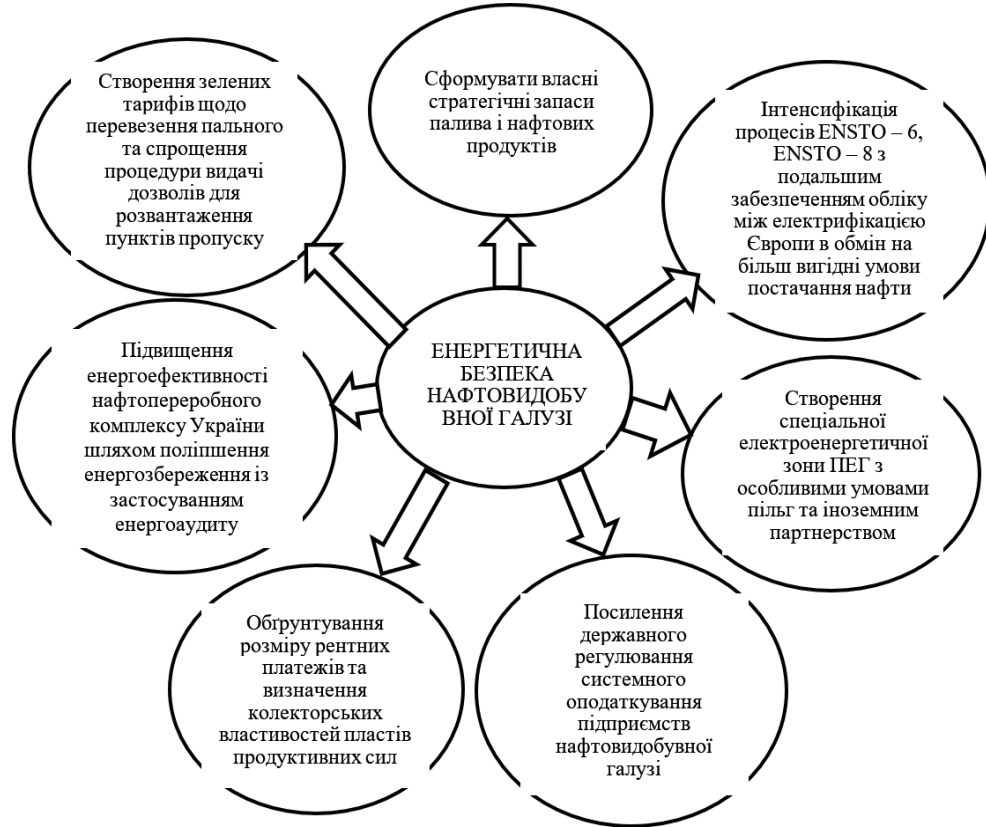 Створення зелених
тарифів щодо
перевезення пального
та спрощення
процедури видачі
дозволів для
розвантаження
пунктів пропуску
Сформувати власні
стратегічні запаси
палива і нафтових
продуктів
Інтенсифікація
процесів ENSTO – 6,
ENSTO – 8 з
подальшим
забезпеченням обліку
між електрифікацією
Європи в обмін на
більш вигідні умови
постачання нафти
Підвищення
енергоефективності
нафтопереробного
комплексу України
шляхом поліпшення
енергозбереження із
застосуванням
енергоаудиту
ЕНЕРГЕТИЧНА
БЕЗПЕКА
НАФТОВИДОБУ
ВНОЇ ГАЛУЗІ
Створення
спеціальної
електроенергетичної
зони ПЕГ з
особливими умовами
пільг та іноземним
партнерством
Обґрунтування
розміру рентних
платежів та
визначення
колекторських
властивостей пластів
продуктивних сил
Посилення
державного
регулювання
системного
оподаткування
підприємств
нафтовидобувної
галузі